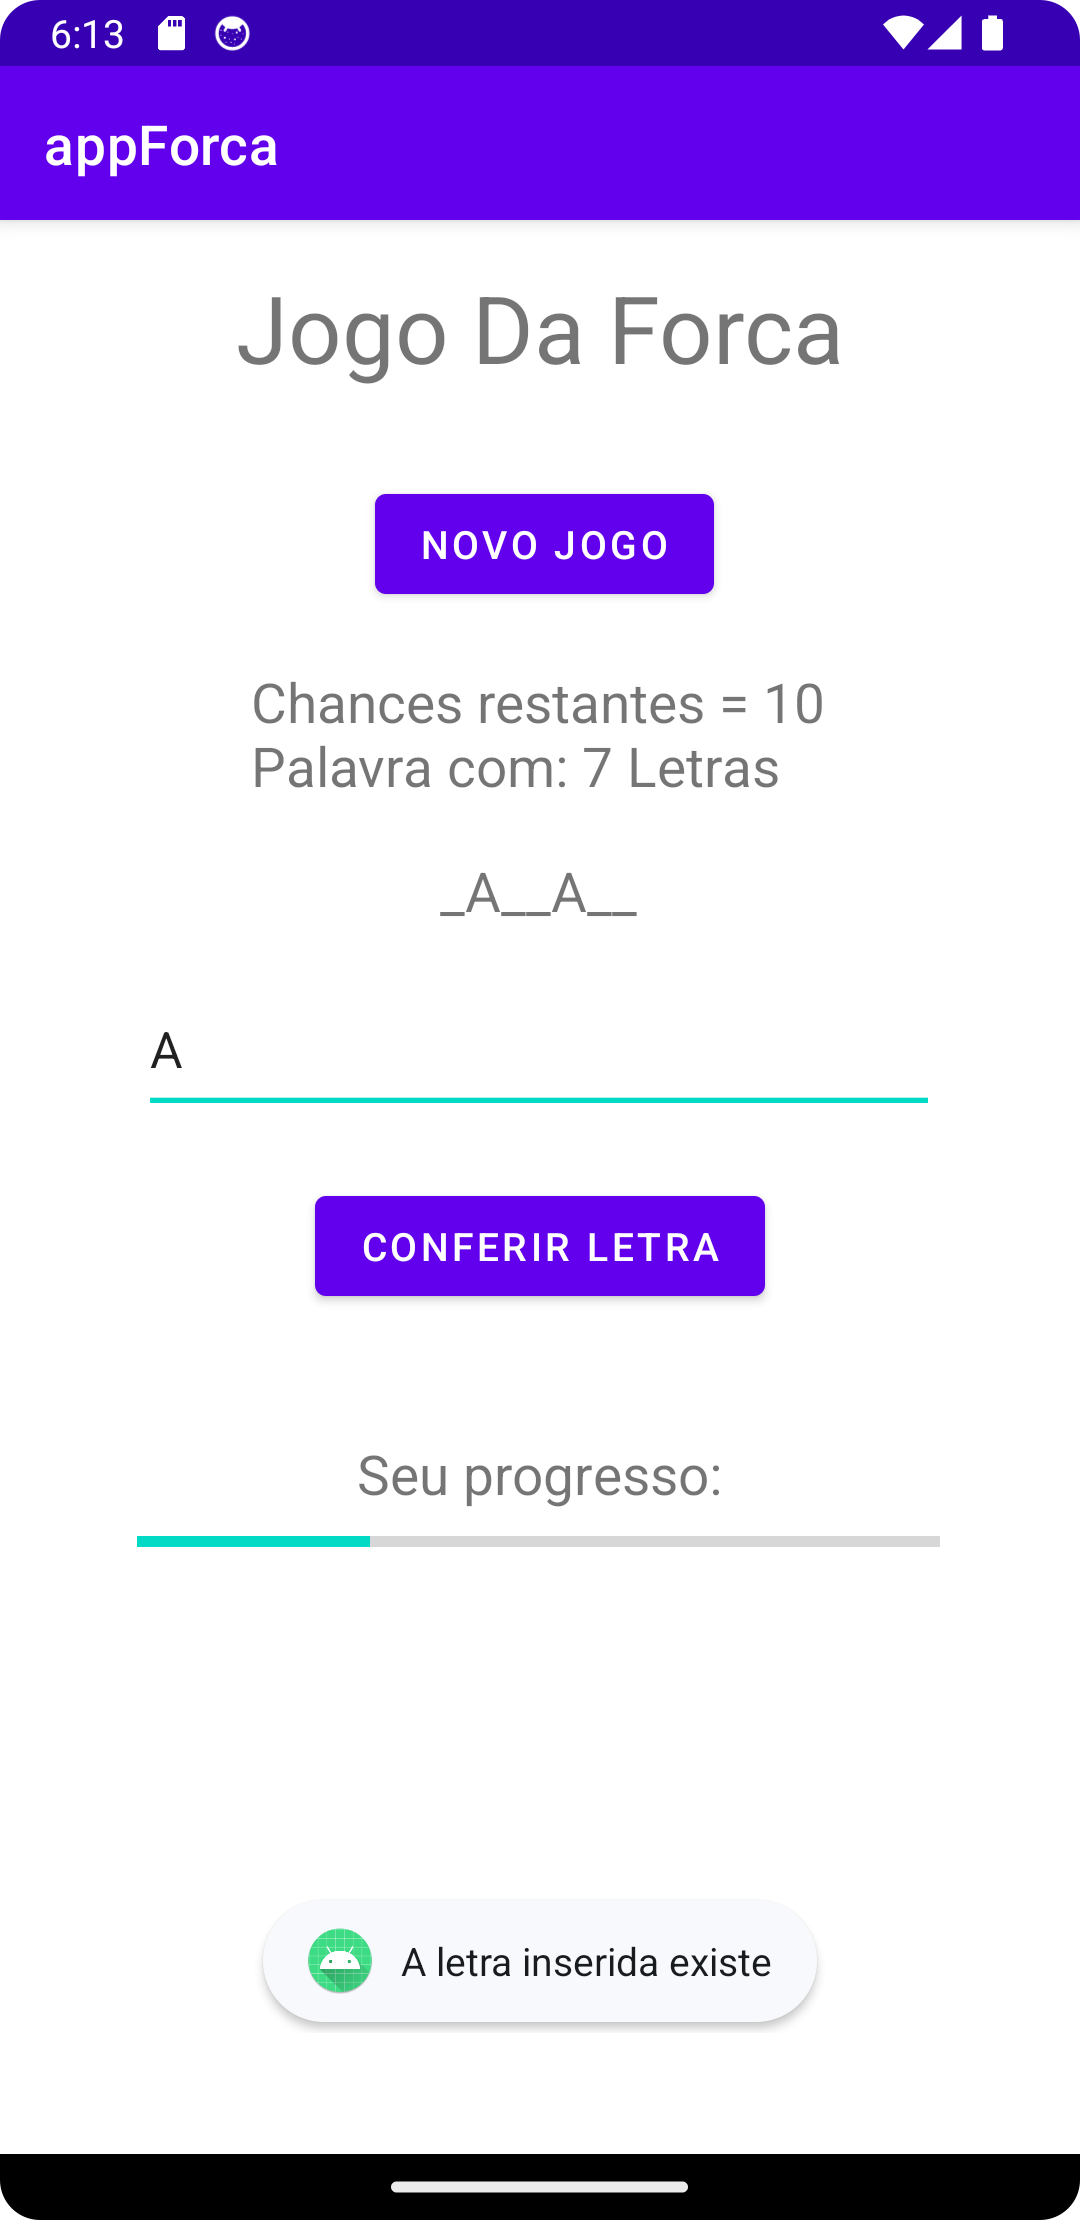 6:13
appForca
Jogo Da Forca
NOVO JOGO
Chances restantes = 10
Palavra com: 7 Letras
_A__A__
A
CONFERIR LETRA
Seu progresso:
A letra inserida existe